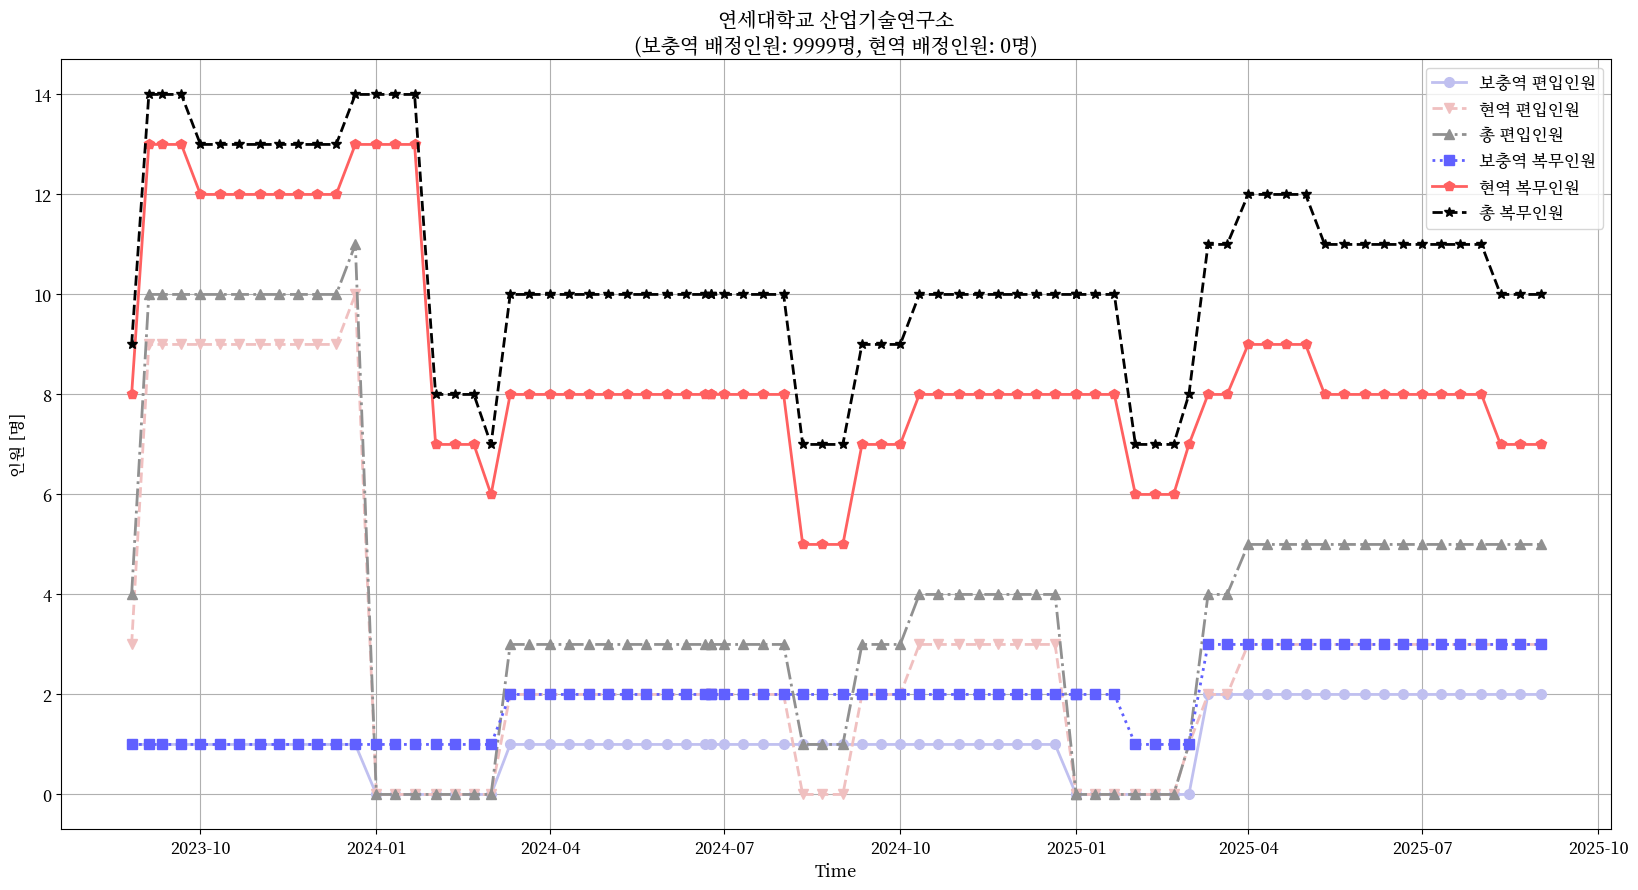 연세대학교 산업기술연구소
(보충역 배정인원: 9999명, 현역 배정인원: 0명)
보충역 편입인원
현역 편입인원
총 편입인원
보충역 복무인원
현역 복무인원
총 복무인원
14
12
10
8
6
4
2
0
인원 [명]
2023-10
2024-01
2024-04
2024-07
2024-10
2025-01
2025-04
2025-07
2025-10
Time